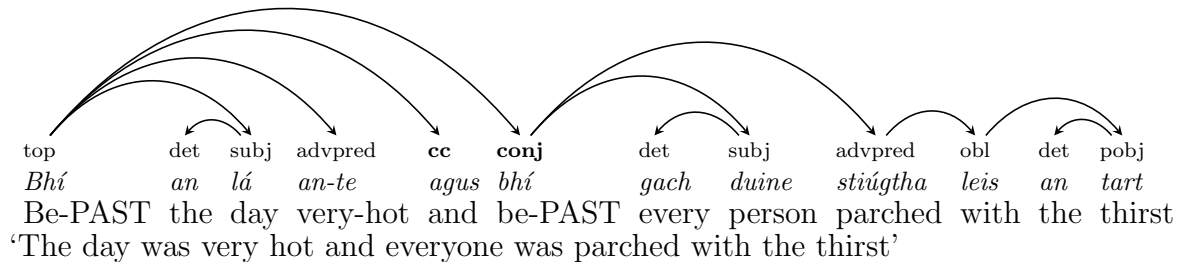 top det subj advpred cc conj det subj advpred obl det pobj
Bhí an lá an-te agus bhí gach duine stiúgtha leis an tart
Be-PAST the day very-hot and be-PAST every person parched with the thirst
‘The day was very hot and everyone was parched with the thirst’